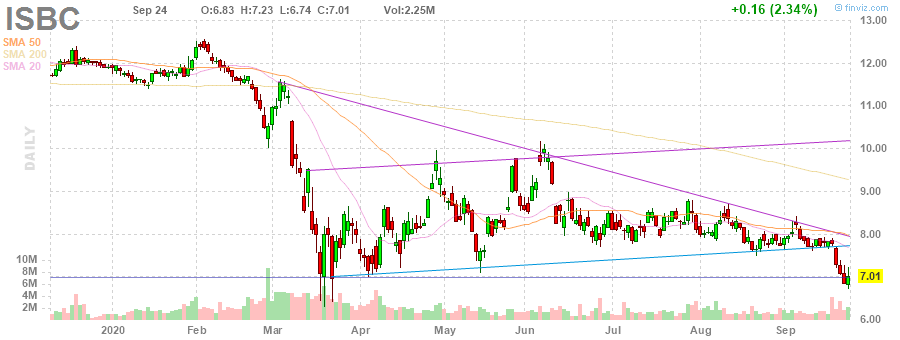 ISBC
Sep 24 O:6.83 H:7.23 L:6.74 C:7.01 Vol:2.25M
+0.16 (2.34%)
© finviz.com
SMA 50
SMA 200
SMA 20
DAILY
13.00
12.00
11.00
10.00
9.00
8.00
7.01
6.00
10M
8M
6M
4M
2M
2020 Feb Mar Apr May Jun Jul Aug Sep